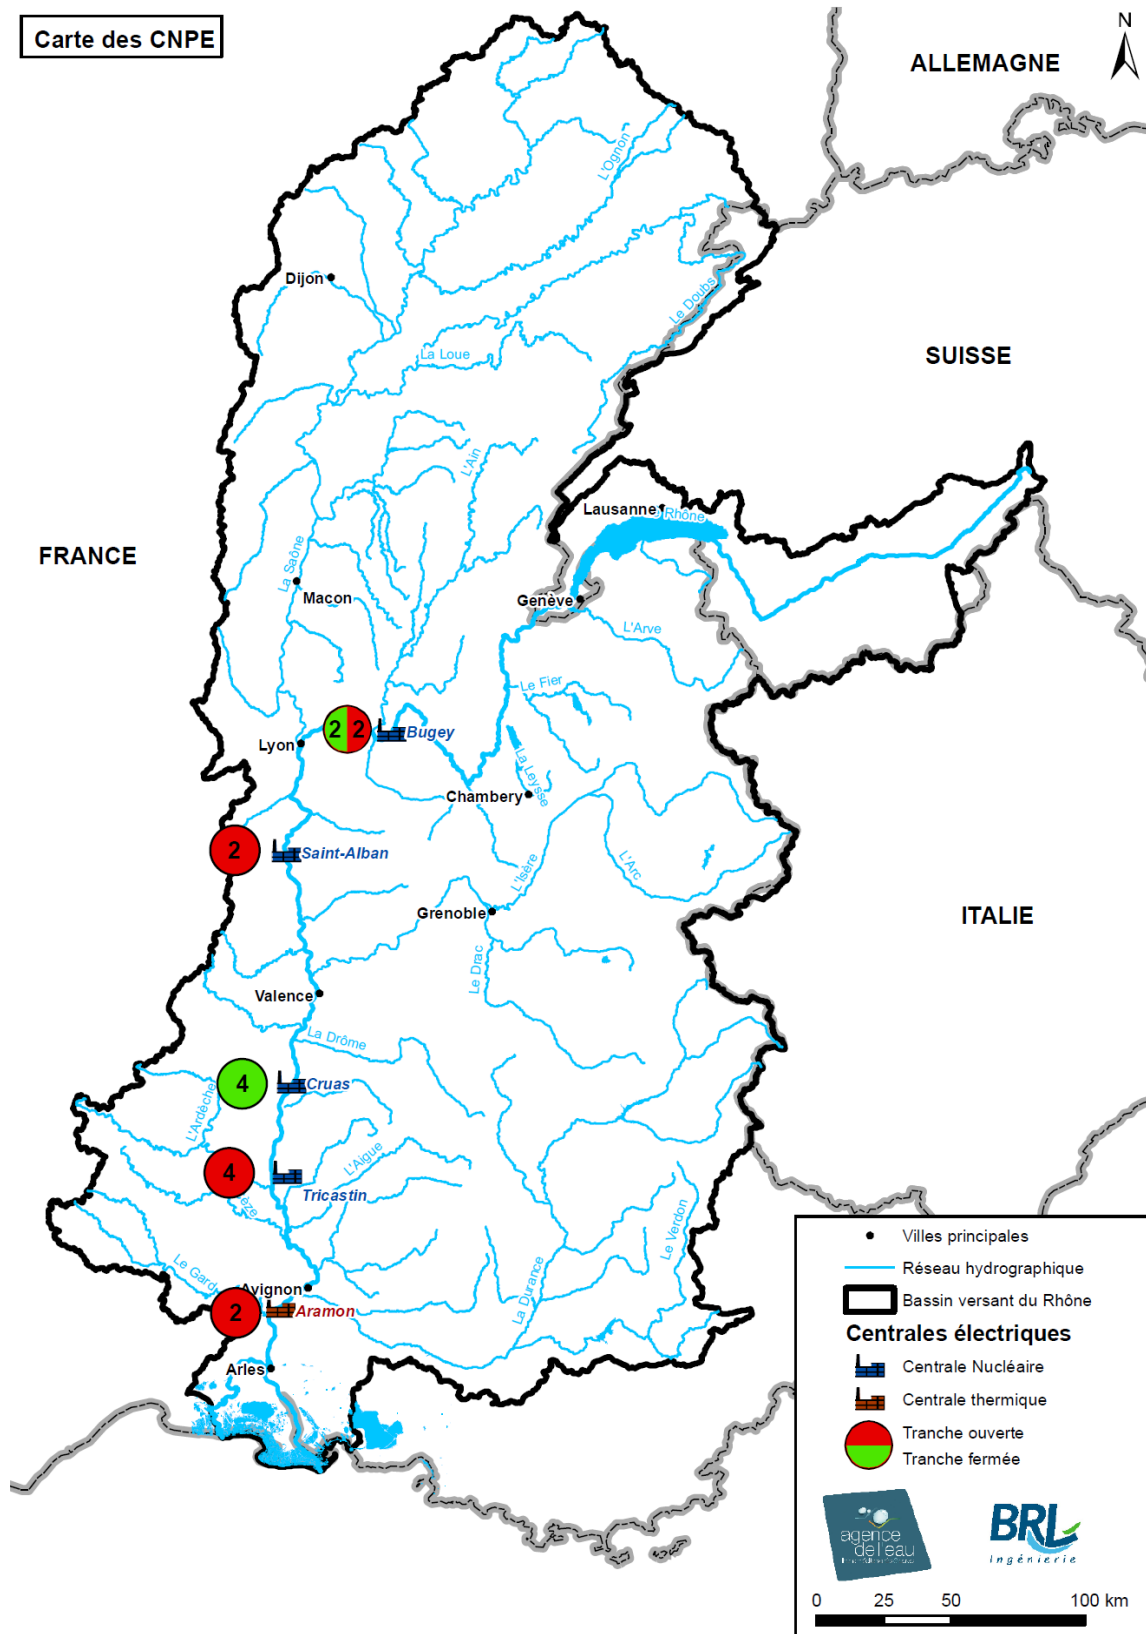 Carte des CNPE
N
ALLEMAGNE
L'Ognon
Dijon
Le Doubs
La Loue
SUISSE
L'Ain
Lausanne
Rhône
FRANCE
La Saône
Macon
Genève
L'Arve
Le Fier
2 2
Bugey
Lyon
La Leysse
Chambery
2
Saint-Alban
L'Isère
L'Arc
Grenoble
ITALIE
Le Drac
Valence
La Drôme
4
Cruas
L'Ardèche
L'Aigue
4
Tricastin
èze
Le Verdon
Le Gard
Avignon
La Durance
2
Aramon
Arles
Villes principales
Réseau hydrographique
Bassin versant du Rhône
Centrales électriques
Centrale Nucléaire
Centrale thermique
Tranche ouverte
Tranche fermée
agence
de l'eau
BRL
Ingénierie
0 25 50 100 km